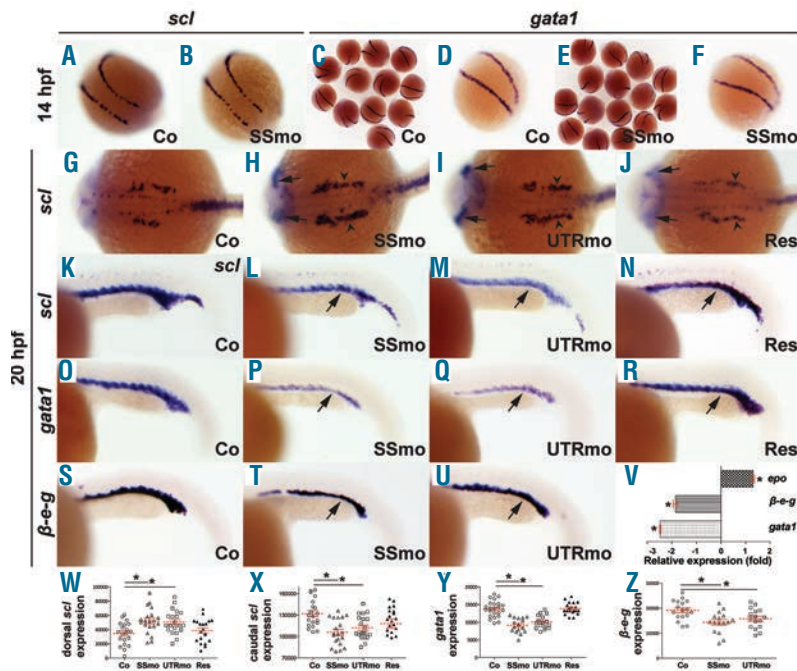 scl gata1
A B C D E F
14 hpf
Co SSmo Co Co SSmo SSmo
G H I J
scl
Co SSmo UTRmo Res
K scl L M N
scl
Co SSmo UTRmo Res
20 hpf
O P Q R
gata1
Co SSmo UTRmo Res
S T U V
β-e-g
Co SSmo UTRmo
* epo
* β-e-g
* gata1
-3 -2 -1 0 1 2
Relative expression (fold)
W X Y Z
dorsal scl expression
* *
Co SSmo UTRmo Res
caudal scl expression
* *
Co SSmo UTRmo Res
gata1 expression
* *
Co SSmo UTRmo Res
β-e-g expression
* *
Co SSmo UTRmo